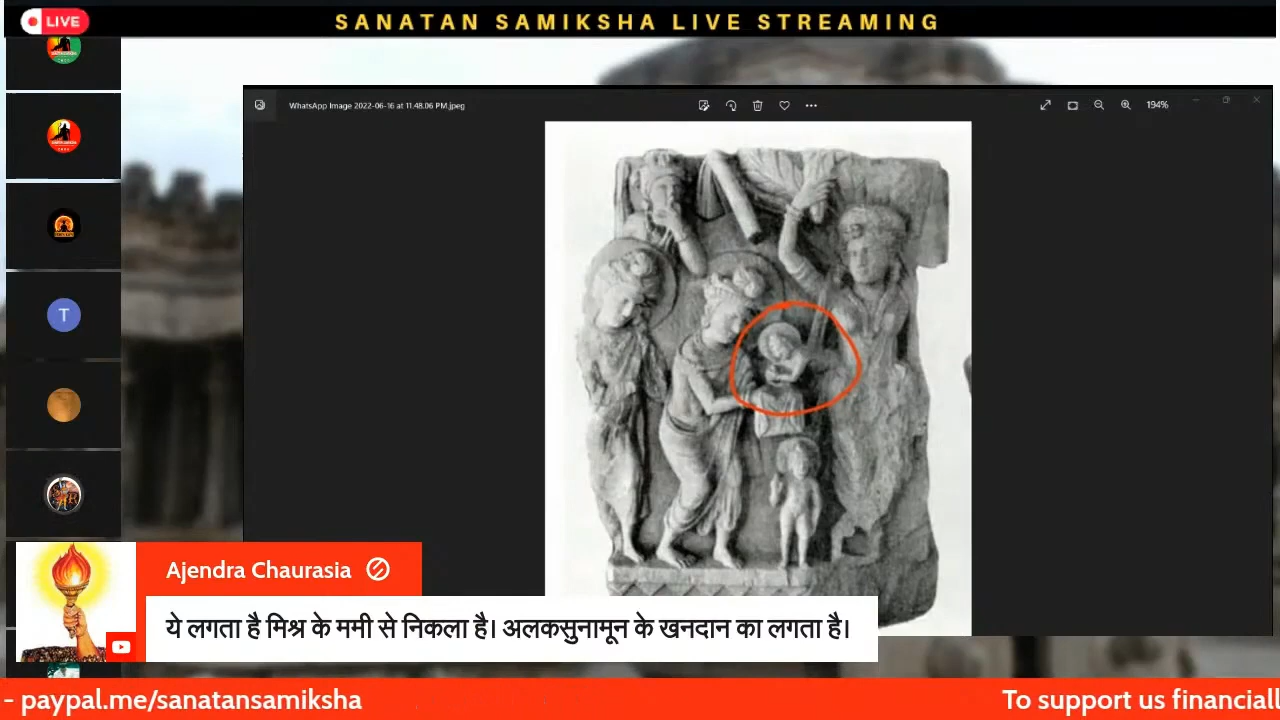 LIVE
SANATAN SAMIKSHA LIVE STREAMING
WhatsApp Image 2022-06-16 at 11.48.06 PM.jpeg
194%
T
Ajendra Chaurasia
ये लगता है मिश्र के ममी से निकला है। अलकसुनामून के खनदान का लगता है।
- paypal.me/sanatansamiksha
To support us financiall